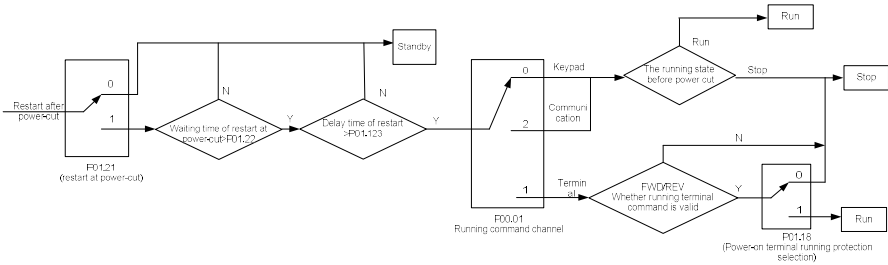 Restart after
power-cut
0
1
P01.21
(restart at power-cut)
N
Waiting time of restart at
power-cut>P01.22
Y
N
Delay time of restart
>P01.123
Y
Standby
0
2
1
P00.01
Running command channel
Keypad
Communi
cation
Termin
al
Run
Run
The running state
before power cut
Stop
Stop
N
FWD/REV
Whether running terminal
command is valid
Y
0
1
P01.18
(Power-on terminal running protection
selection)
Run